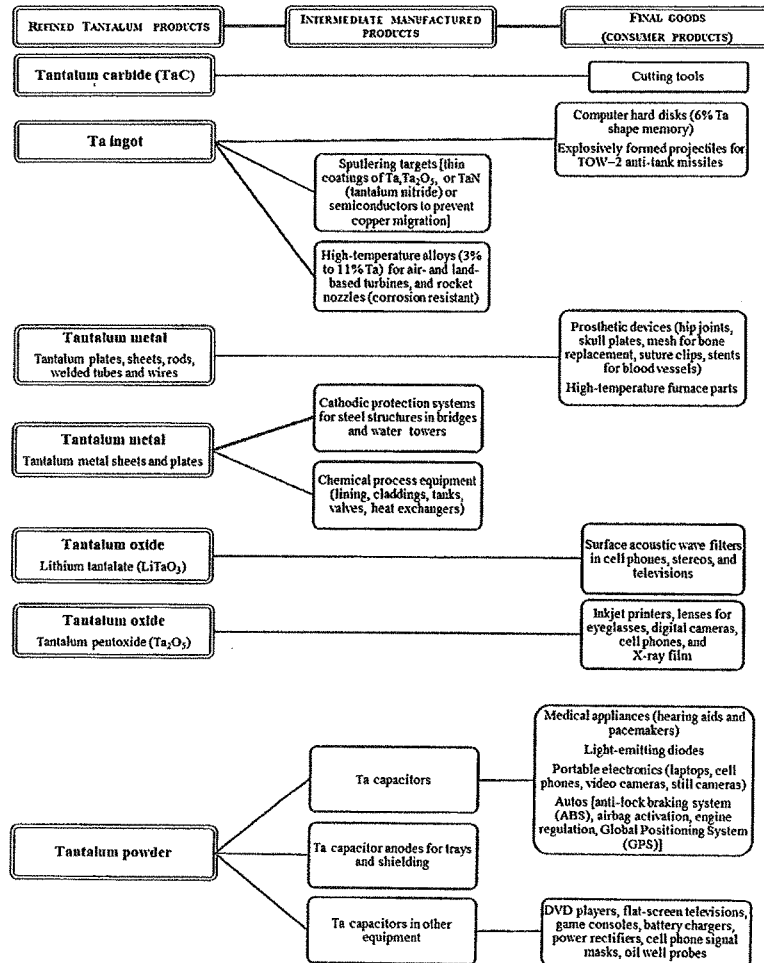 REFINED TANTALUM PRODUCTS
INTERMEDIATE MANUFACTURED
PRODUCTS
FINAL GOODS
(CONSUMER PRODUCTS)
Tantalum carbide (TaC)
Cutting tools
Ta ingot
Computer hard disks (6% Ta
shape memory)
Explosively formed projectiles for
TOW–2 anti-tank missiles
Sputlering targets [thin
coatings of Ta,Ta₂O₅, or TaN
(tantalum nitride) or
semiconductors to prevent
copper migration]
High-temperature alloys (3%
to 11% Ta) for air- and land-
based turbines, and rocket
nozzles (corrosion resistant)
Tantalum metal
Tantalum plates, sheets, rods,
welded tubes and wires
Prosthetic devices (hip joints,
skull plates, mesh for bone
replacement, suture clips, stents
for blood vessels)
High-temperature furnace parts
Tantalum metal
Tantalum metal sheets and plates
Cathodic protection systems
for steel structures in bridges
and water towers
Chemical process equipment
(lining, claddings, tanks,
valves, heat exchangers)
Tantalum oxide
Lithium tantalate (LiTaO₃)
Surface acoustic wave filters
in cell phones, stereos, and
televisions
Tantalum oxide
Tantalum pentoxide (Ta₂O₅)
Inkjet printers, lenses for
eyeglasses, digital cameras,
cell phones, and
X-ray film
Tantalum powder
Ta capacitors
Medical appliances (hearing aids and
pacemakers)
Light-emitting diodes
Portable electronics (laptops, cell
phones, video cameras, still cameras)
Autos [anti-lock braking system
(ABS), airbag activation, engine
regulation, Global Positioning System
(GPS)]
Ta capacitor anodes for trays
and shielding
Ta capacitors in other
equipment
DVD players, flat-screen televisions,
game consoles, battery chargers,
power rectifiers, cell phone signal
masks, oil well probes